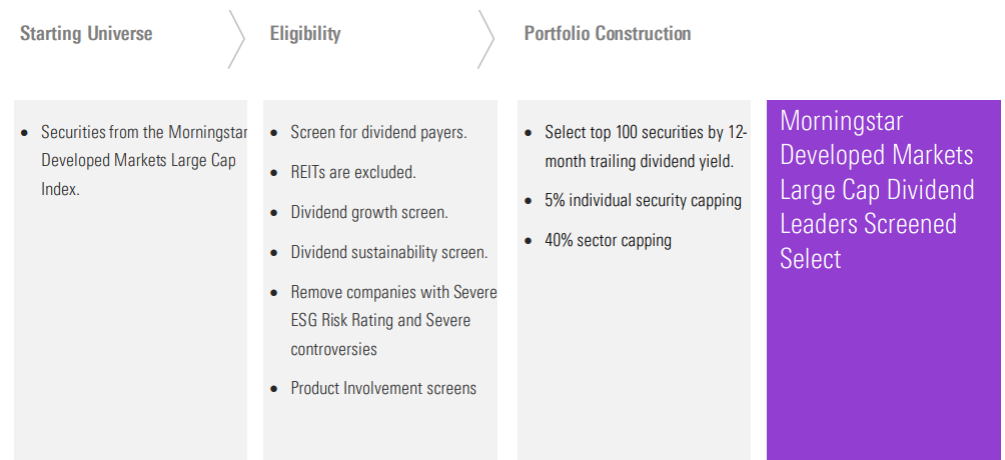 Starting Universe
Eligibility
Portfolio Construction
• Securities from the Morningstar
Developed Markets Large Cap
Index.
• Screen for dividend payers.
• REITs are excluded.
• Dividend growth screen.
• Dividend sustainability screen.
• Remove companies with Severe
ESG Risk Rating and Severe
controversies
• Product Involvement screens
• Select top 100 securities by 12-
month trailing dividend yield.
• 5% individual security capping
• 40% sector capping
Morningstar
Developed Markets
Large Cap Dividend
Leaders Screened
Select